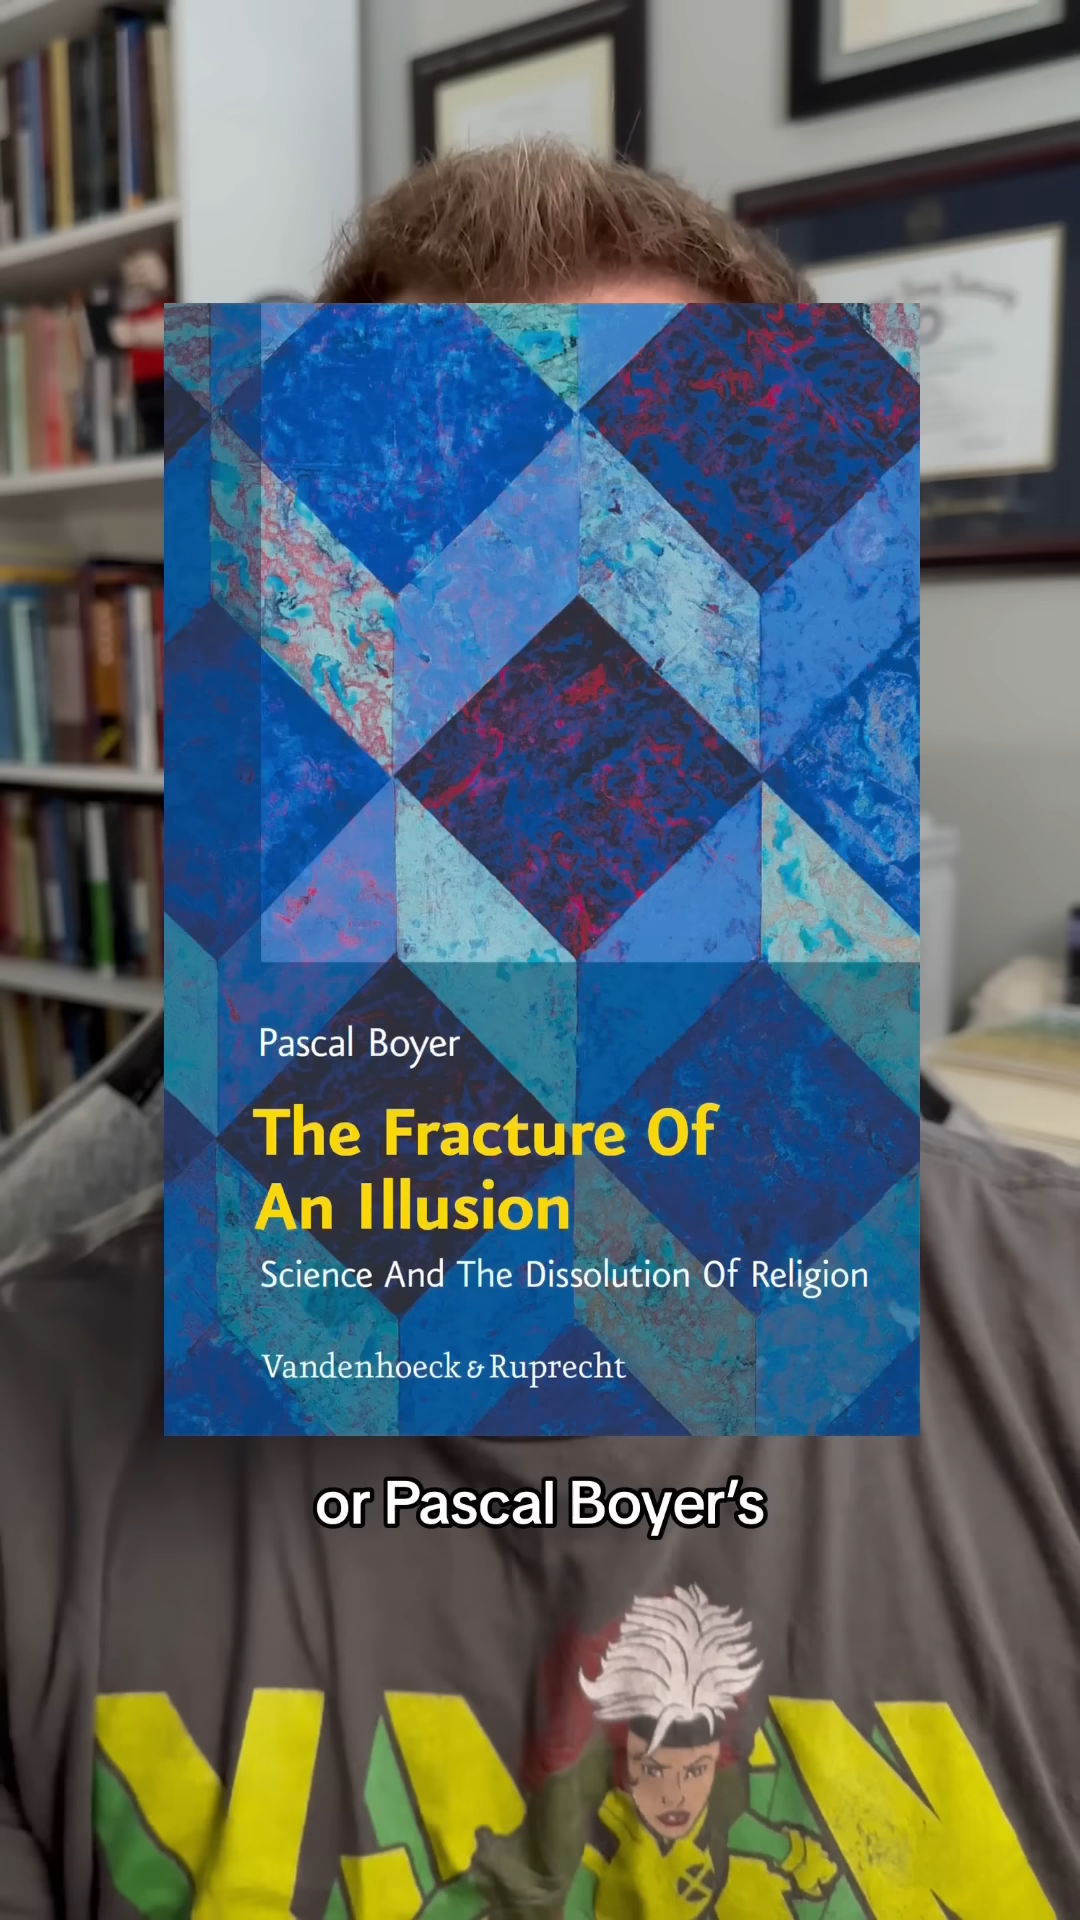 Pascal Boyer
The Fracture Of
An Illusion
Science And The Dissolution Of Religion
Vandenhoeck & Ruprecht
or Pascal Boyer's